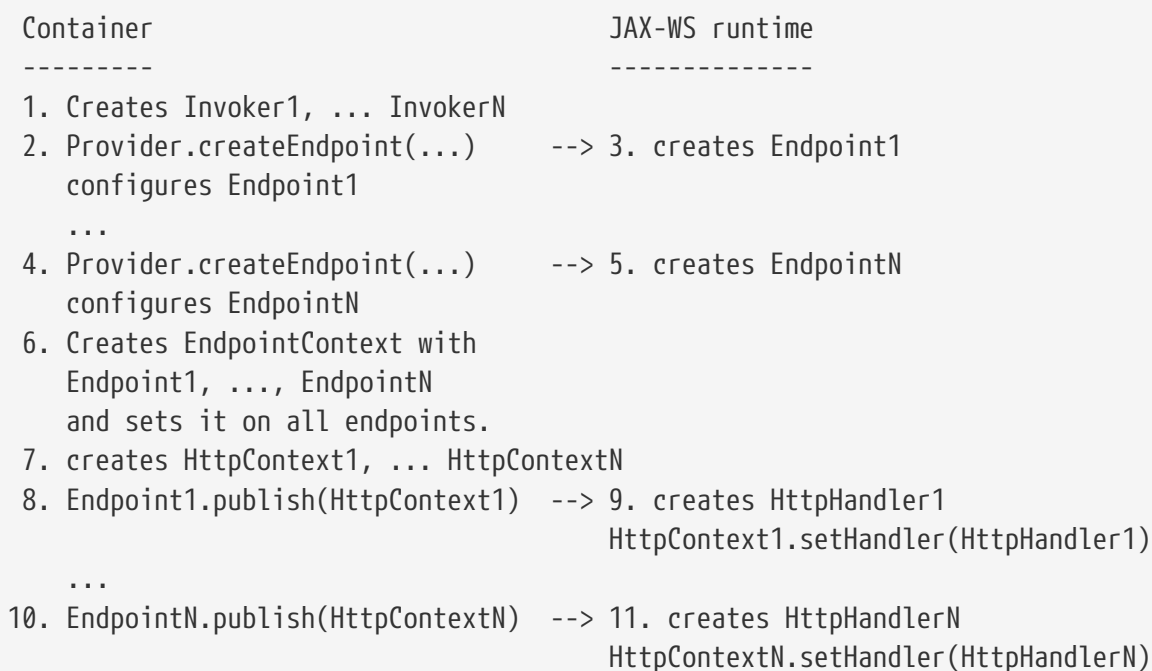 Container                                         JAX-WS runtime
---------                                         --------------
1. Creates Invoker1, ... InvokerN
2. Provider.createEndpoint(...)     --> 3. creates Endpoint1
   configures Endpoint1
   ...
4. Provider.createEndpoint(...)     --> 5. creates EndpointN
   configures EndpointN
6. Creates EndpointContext with
   Endpoint1, ..., EndpointN
   and sets it on all endpoints.
7. creates HttpContext1, ... HttpContextN
8. Endpoint1.publish(HttpContext1)  --> 9. creates HttpHandler1
                                        HttpContext1.setHandler(HttpHandler1)
   ...
10. EndpointN.publish(HttpContextN)  --> 11. creates HttpHandlerN
                                        HttpContextN.setHandler(HttpHandlerN)